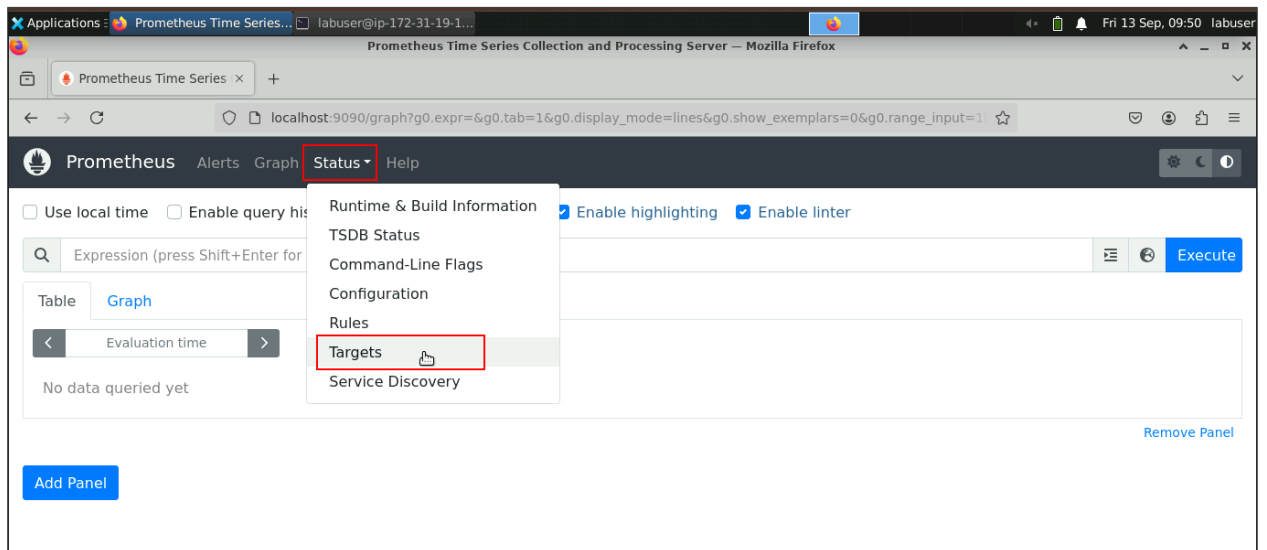 Applications Prometheus Time Series... labuser@ip-172-31-19-1... Fri 13 Sep, 09:50 labuser
Prometheus Time Series Collection and Processing Server — Mozilla Firefox
Prometheus Time Series
localhost:9090/graph?g0.expr=&g0.tab=1&g0.display_mode=lines&g0.show_exemplars=0&g0.range_input=1
Prometheus Alerts Graph Status Help
Use local time Enable query his Enable highlighting Enable linter
Runtime & Build Information
TSDB Status
Expression (press Shift+Enter for Execute
Command-Line Flags
Configuration
Table Graph
Rules
Evaluation time
Targets
Service Discovery
No data queried yet
Remove Panel
Add Panel